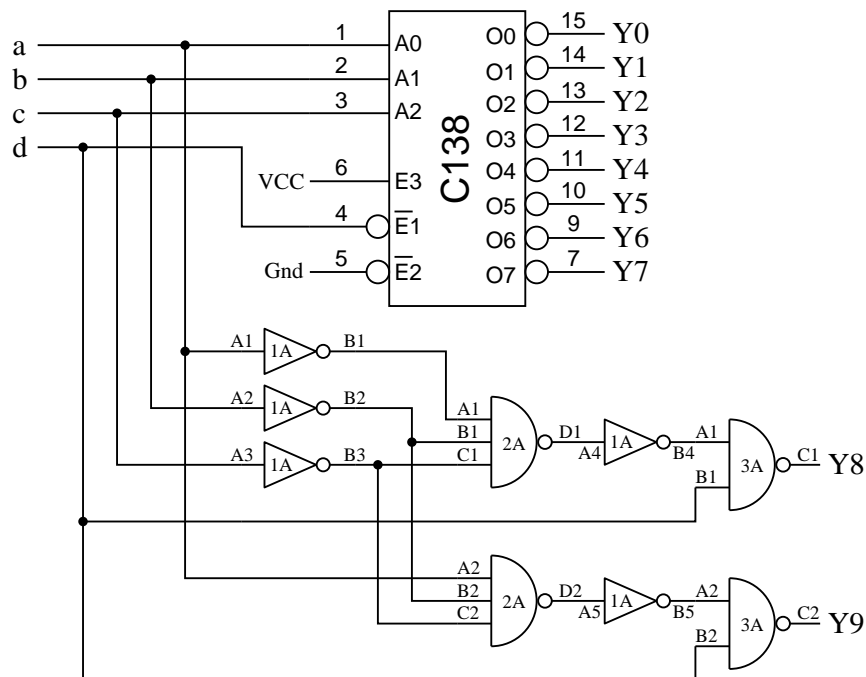 a
b
c
d
1
2
3
VCC
6
4
Gnd
5
A0
A1
A2
E3
E1
E2
C138
O0
O1
O2
O3
O4
O5
O6
O7
15
14
13
12
11
10
9
7
Y0
Y1
Y2
Y3
Y4
Y5
Y6
Y7
A1
1A
B1
A2
1A
B2
A3
1A
B3
A1
B1
C1
2A
D1
A4
1A
B4
A1
B1
3A
C1
Y8
A2
B2
C2
2A
D2
A5
1A
B5
A2
B2
3A
C2
Y9